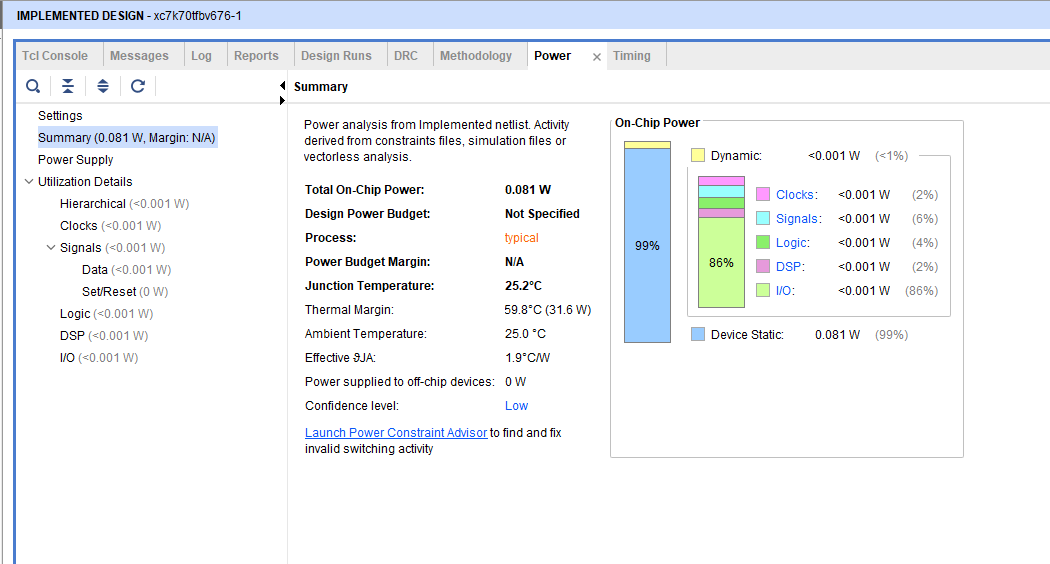 IMPLEMENTED DESIGN - xc7k70tfbv676-1
Tcl Console Messages Log Reports Design Runs DRC Methodology Power Timing
Summary
Settings
Summary (0.081 W, Margin: N/A)
Power Supply
Utilization Details
Hierarchical (<0.001 W)
Clocks (<0.001 W)
Signals (<0.001 W)
Data (<0.001 W)
Set/Reset (0 W)
Logic (<0.001 W)
DSP (<0.001 W)
I/O (<0.001 W)
Power analysis from Implemented netlist. Activity
derived from constraints files, simulation files or
vectorless analysis.
Total On-Chip Power: 0.081 W
Design Power Budget: Not Specified
Process: typical
Power Budget Margin: N/A
Junction Temperature: 25.2°C
Thermal Margin: 59.8°C (31.6 W)
Ambient Temperature: 25.0 °C
Effective ϑJA: 1.9°C/W
Power supplied to off-chip devices: 0 W
Confidence level: Low
Launch Power Constraint Advisor to find and fix
invalid switching activity
On-Chip Power
Dynamic: <0.001 W (<1%)
Clocks: <0.001 W (2%)
Signals: <0.001 W (6%)
Logic: <0.001 W (4%)
DSP: <0.001 W (2%)
I/O: <0.001 W (86%)
99%
86%
Device Static: 0.081 W (99%)